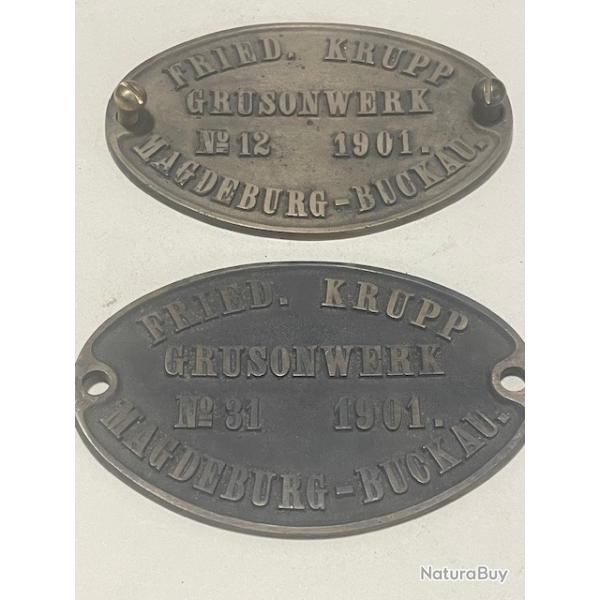 FRIED. KRUPP
GRUSONWERK
No 12 1901.
MAGDEBURG-BUCKAU.
FRIED. KRUPP
GRUSONWERK
No 31 1901.
MAGDEBURG-BUCKAU.
NaturaBuy